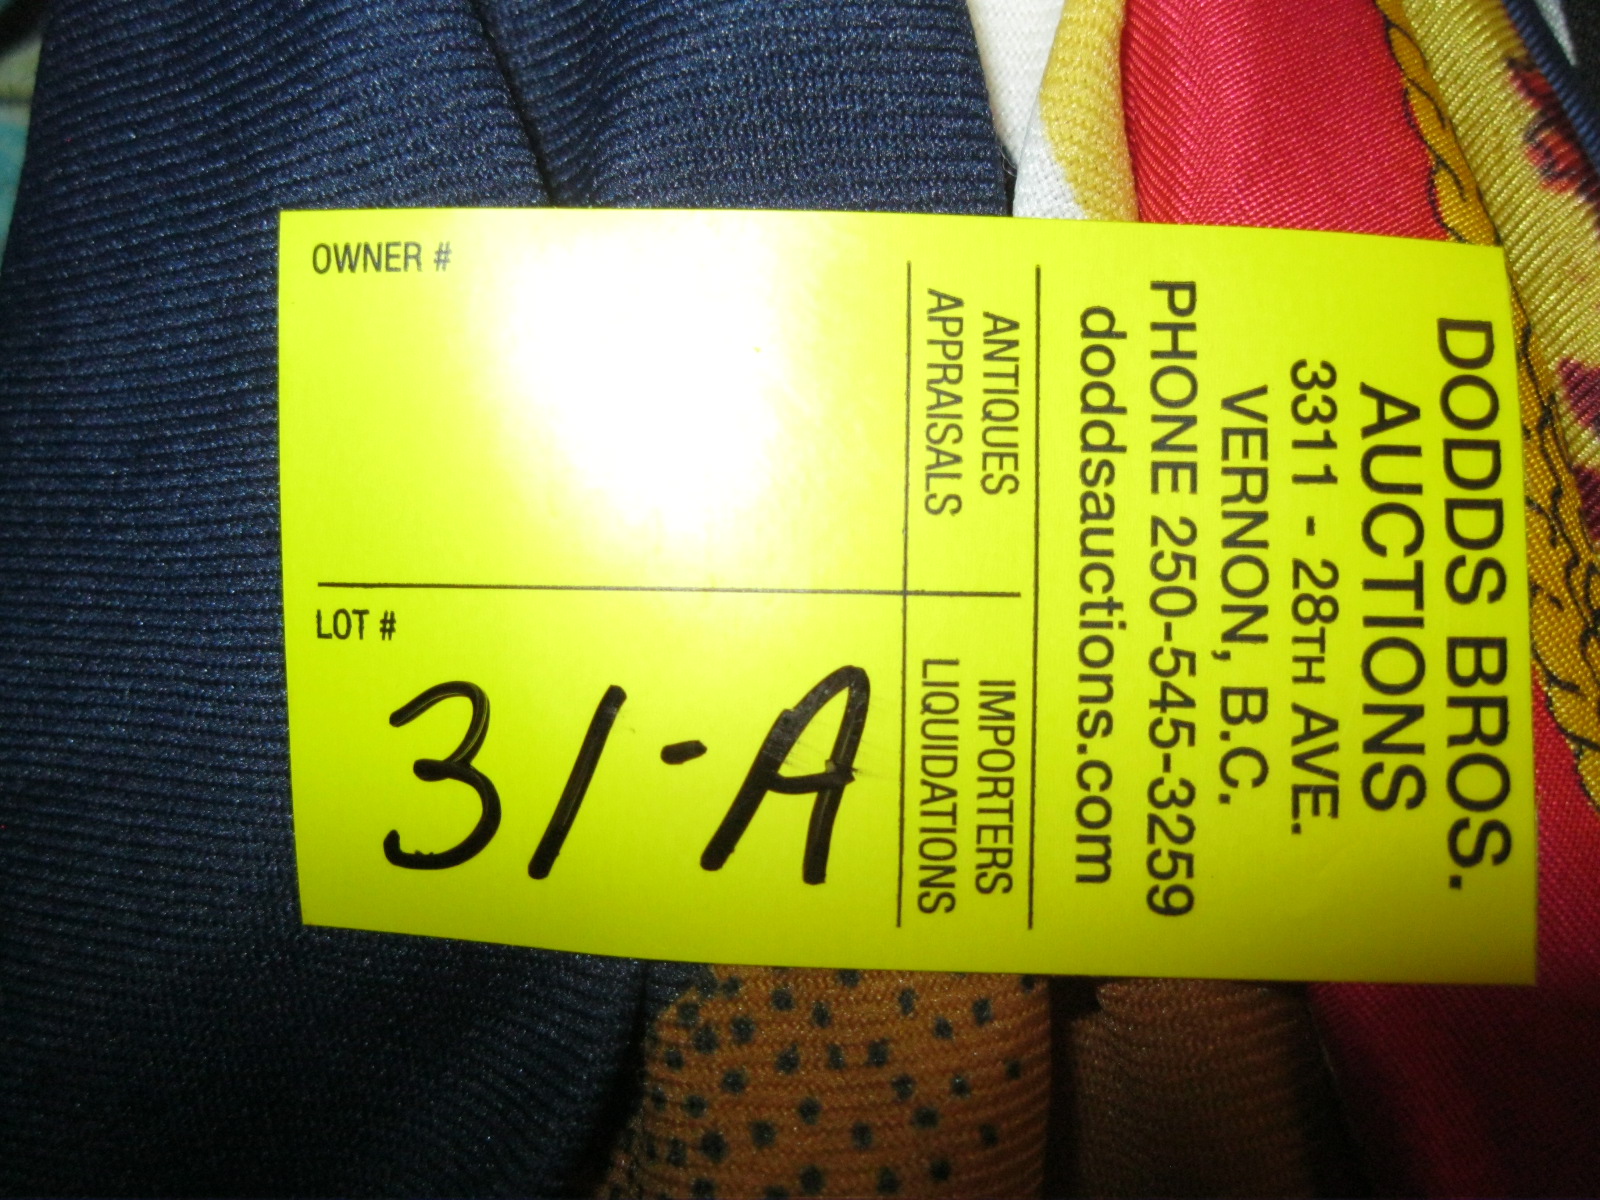 DODDS BROS.
AUCTIONS
3311 - 28TH AVE.
VERNON, B.C.
PHONE 250-545-3259
doddsauctions.com
ANTIQUES
APPRAISALS
IMPORTERS
LIQUIDATIONS
OWNER #
LOT #
31-A